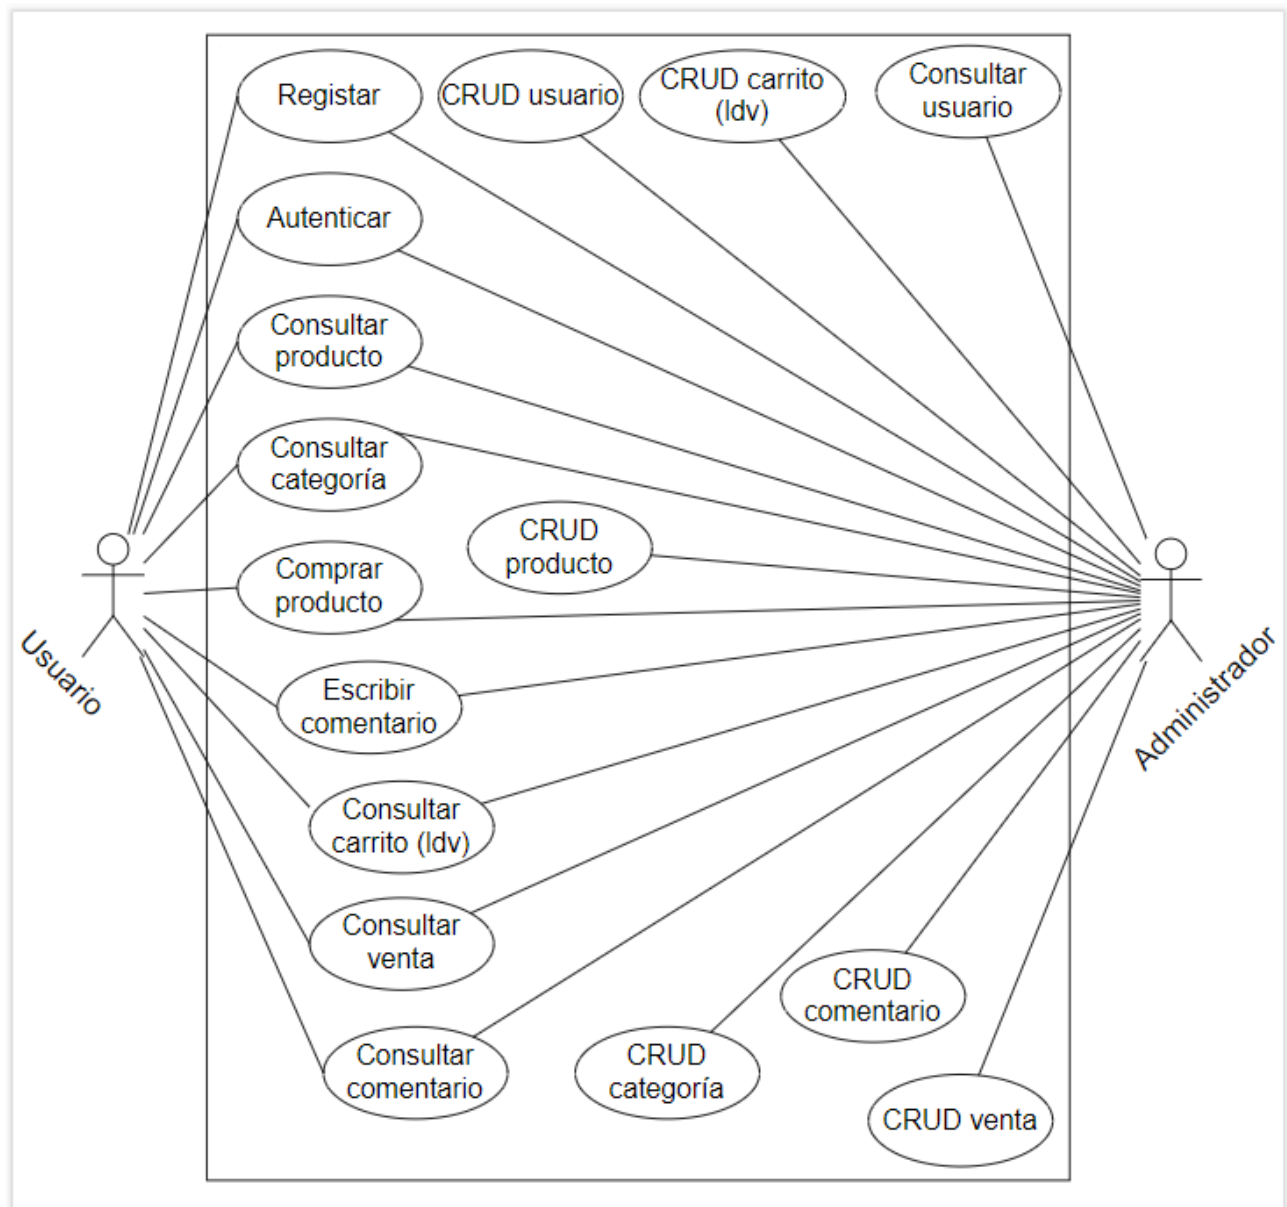 Registar
CRUD usuario
CRUD carrito
(ldv)
Consultar
usuario
Autenticar
Consultar
producto
Consultar
categoría
CRUD
producto
Comprar
producto
Usuario
Administrador
Escribir
comentario
Consultar
carrito (ldv)
Consultar
venta
CRUD
comentario
Consultar
comentario
CRUD
categoría
CRUD venta